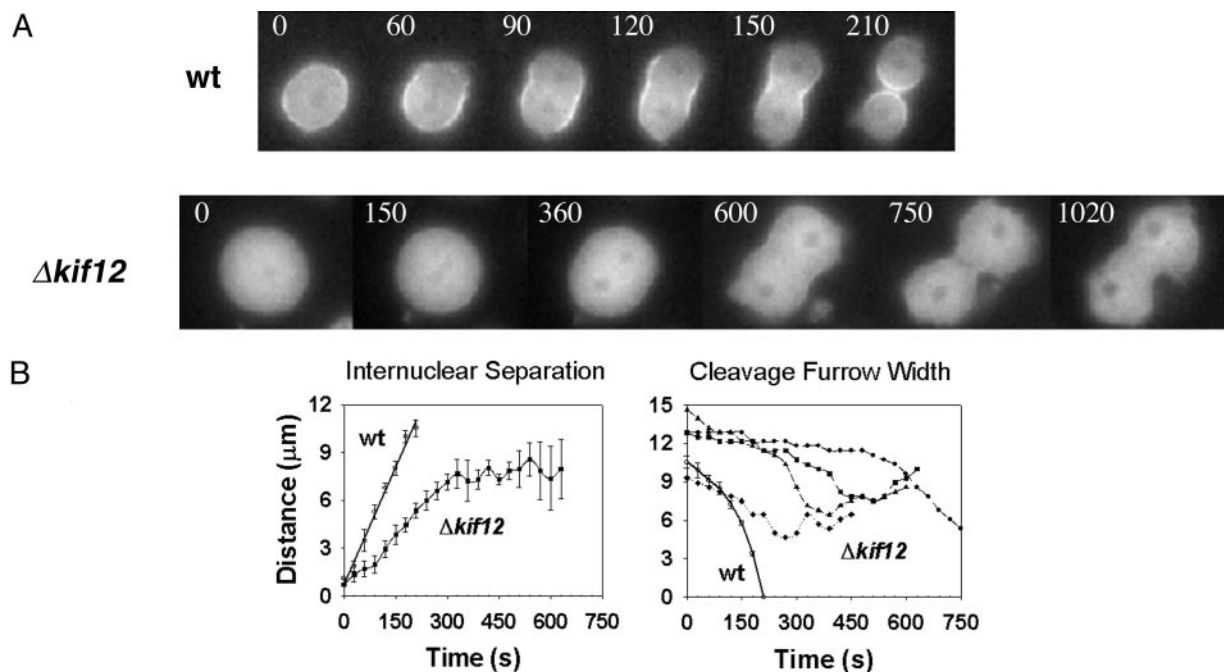 A
wt
0 60 90 120 150 210
Δkif12
0 150 360 600 750 1020
B
Internuclear Separation
Cleavage Furrow Width
Distance (μm)
12
9
6
3
0
wt
Δkif12
0 150 300 450 600 750
Time (s)
15
12
9
6
3
0
wt
Δkif12
0 150 300 450 600 750
Time (s)